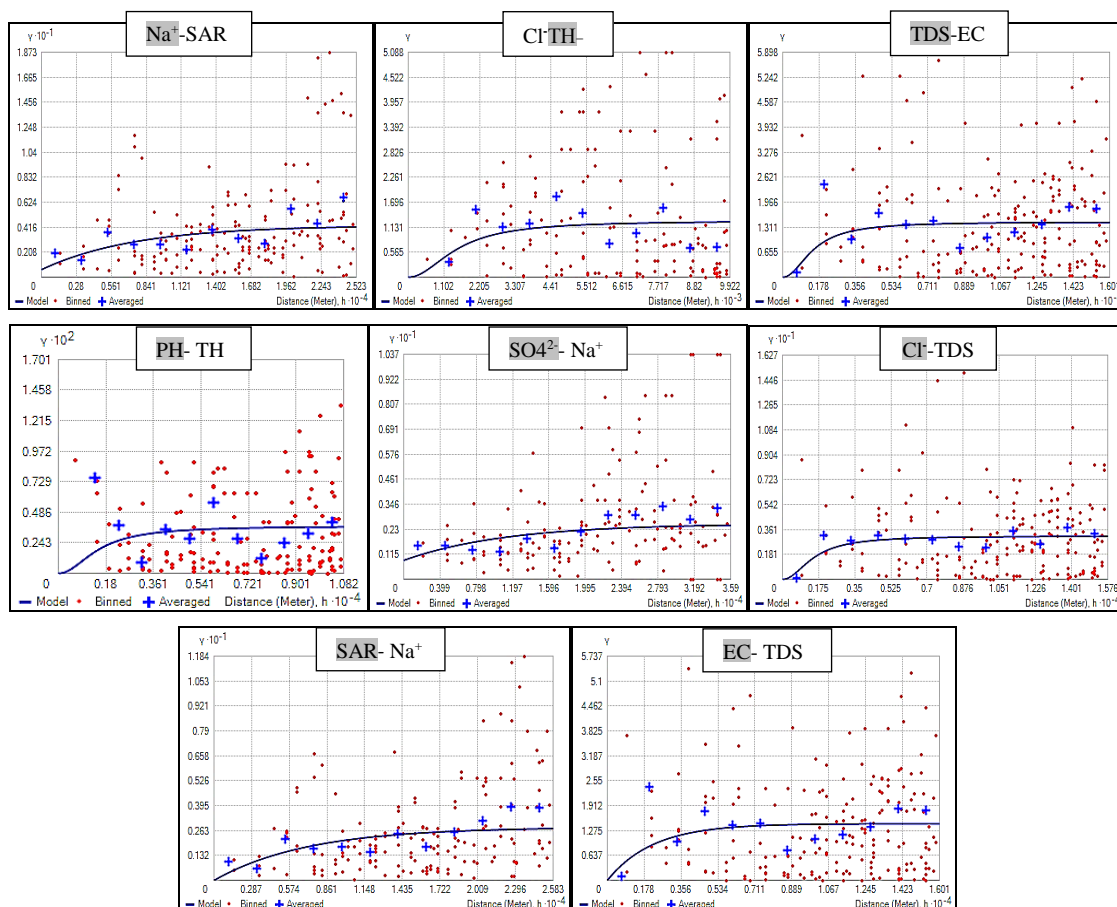 Na⁺-SAR
γ · 10⁻¹
1.873
1.665
1.456
1.248
1.04
0.832
0.624
0.416
0.208
0 0.28 0.561 0.841 1.122 1.402 1.682 1.962 2.243 2.523
Distance (Meter), h · 10⁻⁴
Model Binned Averaged
Cl⁻TH-
γ
5.088
4.522
3.957
3.392
2.827
2.261
1.696
1.131
0.565
0 1.102 2.205 3.307 4.41 5.512 6.615 7.717 8.82 9.922
Distance (Meter), h · 10⁻³
Model Binned Averaged
TDS-EC
5.898
5.242
4.587
3.932
3.276
2.621
1.966
1.311
0.655
0 0.178 0.356 0.534 0.711 0.889 1.067 1.245 1.423 1.601
Distance (Meter), h · 10⁻
Model Binned Averaged
PH- TH
γ · 10²
1.701
1.458
1.215
0.972
0.729
0.486
0.243
0 0.18 0.361 0.541 0.721 0.901 1.082
Model Binned Averaged Distance (Meter), h · 10⁻⁴
SO4²⁻- Na⁺
γ · 10⁻¹
1.037
0.922
0.807
0.691
0.576
0.461
0.346
0.23
0.115
0 0.399 0.798 1.197 1.596 1.995 2.394 2.793 3.192 3.59
Distance (Meter), h · 10⁻⁴
Model Binned Averaged
Cl⁻-TDS
γ · 10⁻¹
1.627
1.446
1.265
1.084
0.904
0.723
0.542
0.361
0.181
0 0.175 0.35 0.525 0.701 0.876 1.051 1.226 1.401 1.576
Distance (Meter), h · 10⁻⁴
Model Binned Averaged
SAR- Na⁺
γ · 10⁻¹
1.184
1.053
0.921
0.79
0.658
0.526
0.395
0.263
0.132
0 0.287 0.574 0.861 1.148 1.435 1.722 2.009 2.296 2.583
Distance (Meter), h · 10⁻⁴
Model Binned Averaged
EC- TDS
γ
5.737
5.1
4.462
3.825
3.187
2.55
1.912
1.275
0.637
0 0.178 0.356 0.534 0.711 0.889 1.067 1.245 1.423 1.601
Distance (Meter), h · 10⁻⁴
Model Binned Averaged